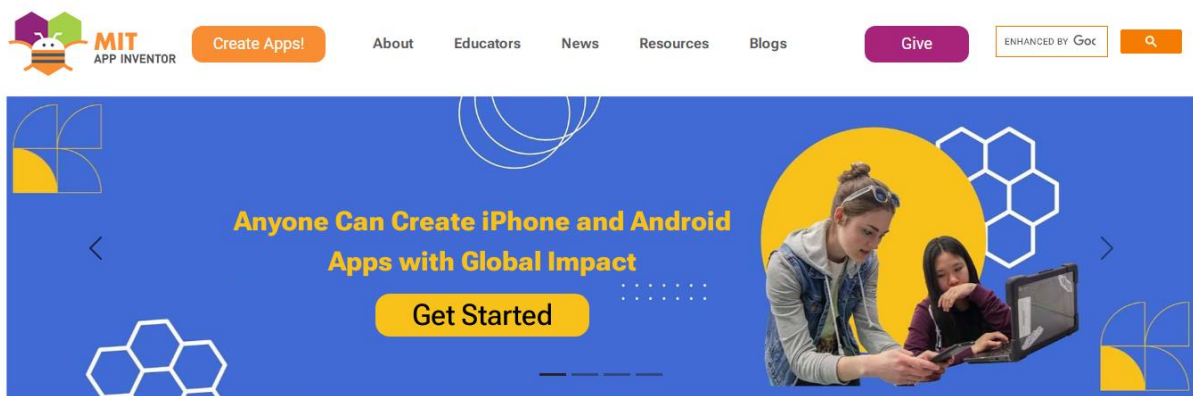 MIT
APP INVENTOR
Create Apps!
About
Educators
News
Resources
Blogs
Give
ENHANCED BY
Anyone Can Create iPhone and Android
Apps with Global Impact
Get Started